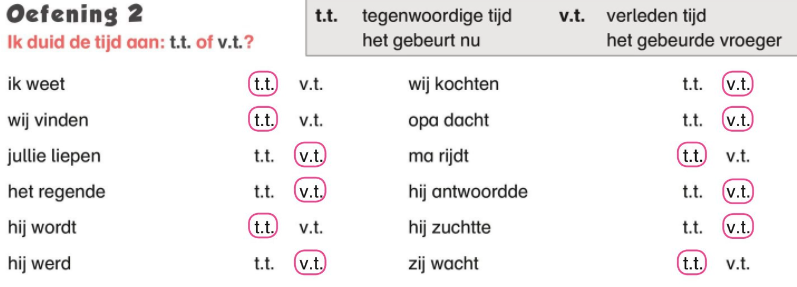 Oefening 2
Ik duid de tijd aan: t.t. of v.t.?
t.t. tegenwoordige tijd v.t. verleden tijd
het gebeurt nu het gebeurde vroeger
ik weet t.t. v.t. wij kochten t.t. v.t.
wij vinden t.t. v.t. opa dacht t.t. v.t.
jullie liepen t.t. v.t. ma rijdt t.t. v.t.
het regende t.t. v.t. hij antwoordde t.t. v.t.
hij wordt t.t. v.t. hij zuchtte t.t. v.t.
hij werd t.t. v.t. zij wacht t.t. v.t.